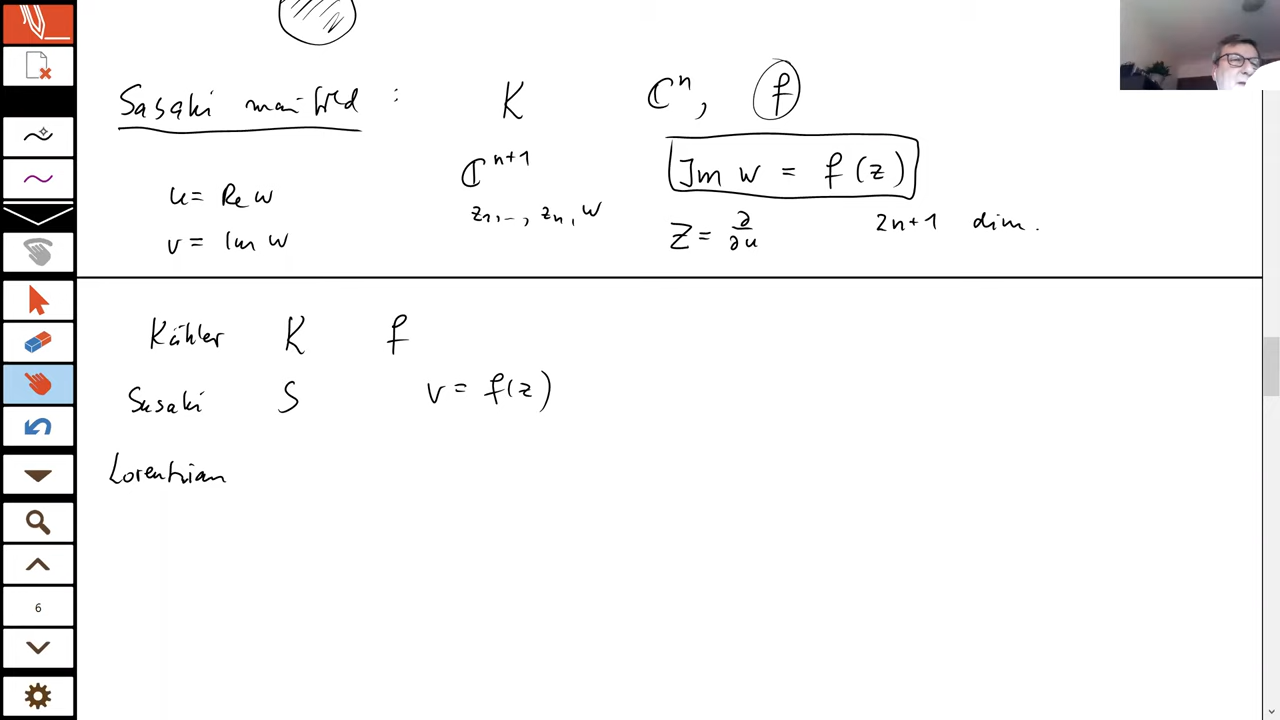 Sasaki manifold : K ℂⁿ, f
ℂⁿ⁺¹ Im w = f(z)
u = Re w z₁, .., zₙ, w Z = ∂/∂u 2n+1 dim.
v = Im w
Kähler K f
Sasaki S v = f(z)
Lorentzian
6